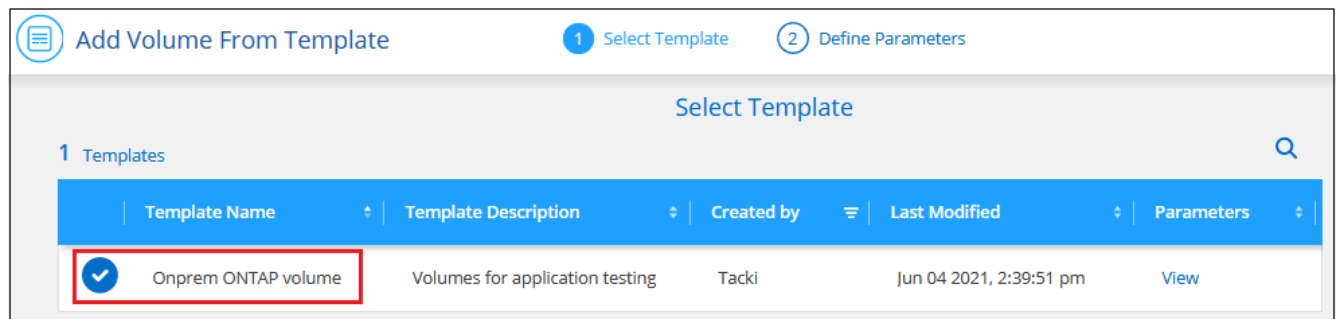 Add Volume From Template 1 Select Template 2 Define Parameters
Select Template
1 Templates
Template Name Template Description Created by Last Modified Parameters
Onprem ONTAP volume Volumes for application testing Tacki Jun 04 2021, 2:39:51 pm View